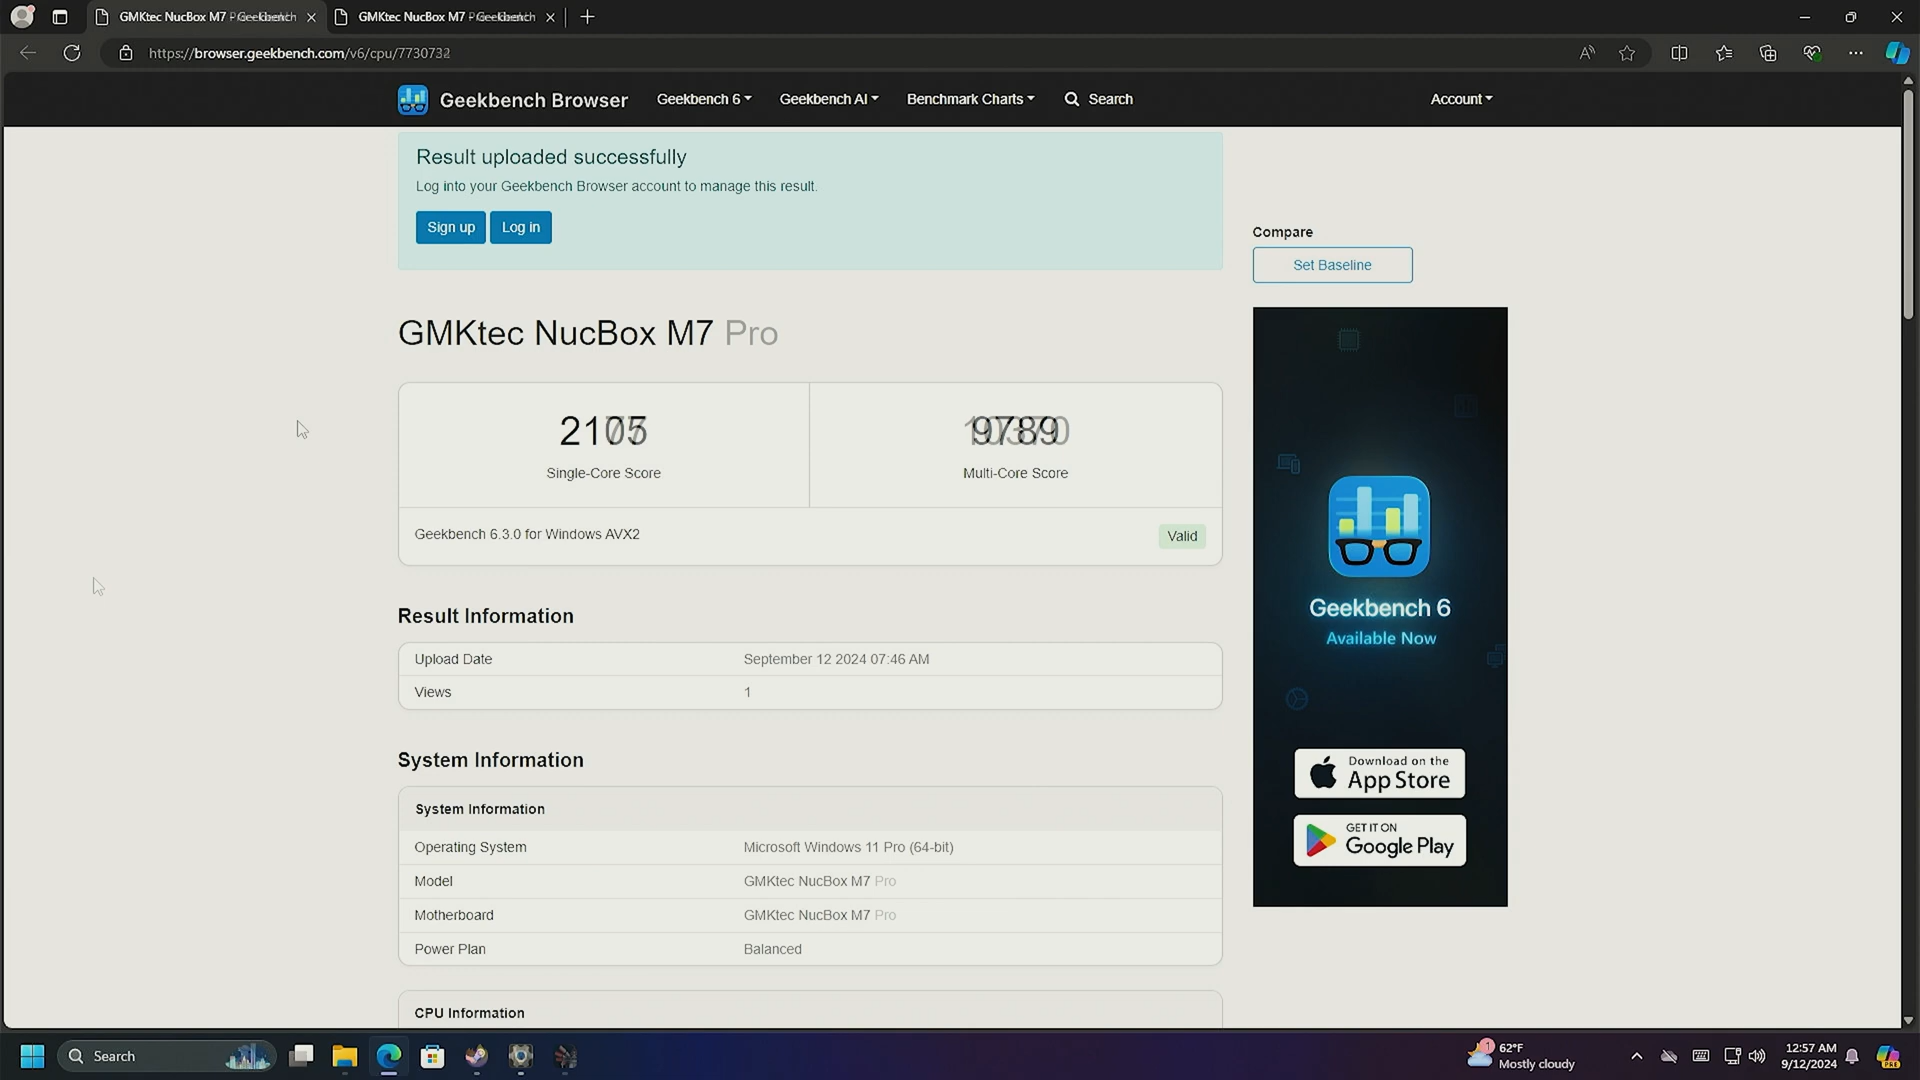 GMKtec NucBox M7
GMKtec NucBox M7
https://browser.geekbench.com/v6/cpu/773073
Geekbench Browser
Geekbench 6
Geekbench AI
Benchmark Charts
Search
Account
Result uploaded successfully
Log into your Geekbench Browser account to manage this result.
Sign up
Log in
Compare
Set Baseline
GMKtec NucBox M7 Pro
Single-Core Score
9789
Multi-Core Score
Geekbench 6.3.0 for Windows AVX2
Valid
Result Information
Upload Date
September 12 2024 07:46 AM
Views
1
System Information
System Information
Operating System
Microsoft Windows 11 Pro (64-bit)
Model
GMKtec NucBox M7 Pro
Motherboard
GMKtec NucBox M7 Pro
Power Plan
Balanced
CPU Information
Geekbench 6
Available Now
Download on the
App Store
GET IT ON
Google Play
Search
1
62°F
Mostly cloudy
12:57 AM
9/12/2024
PRE